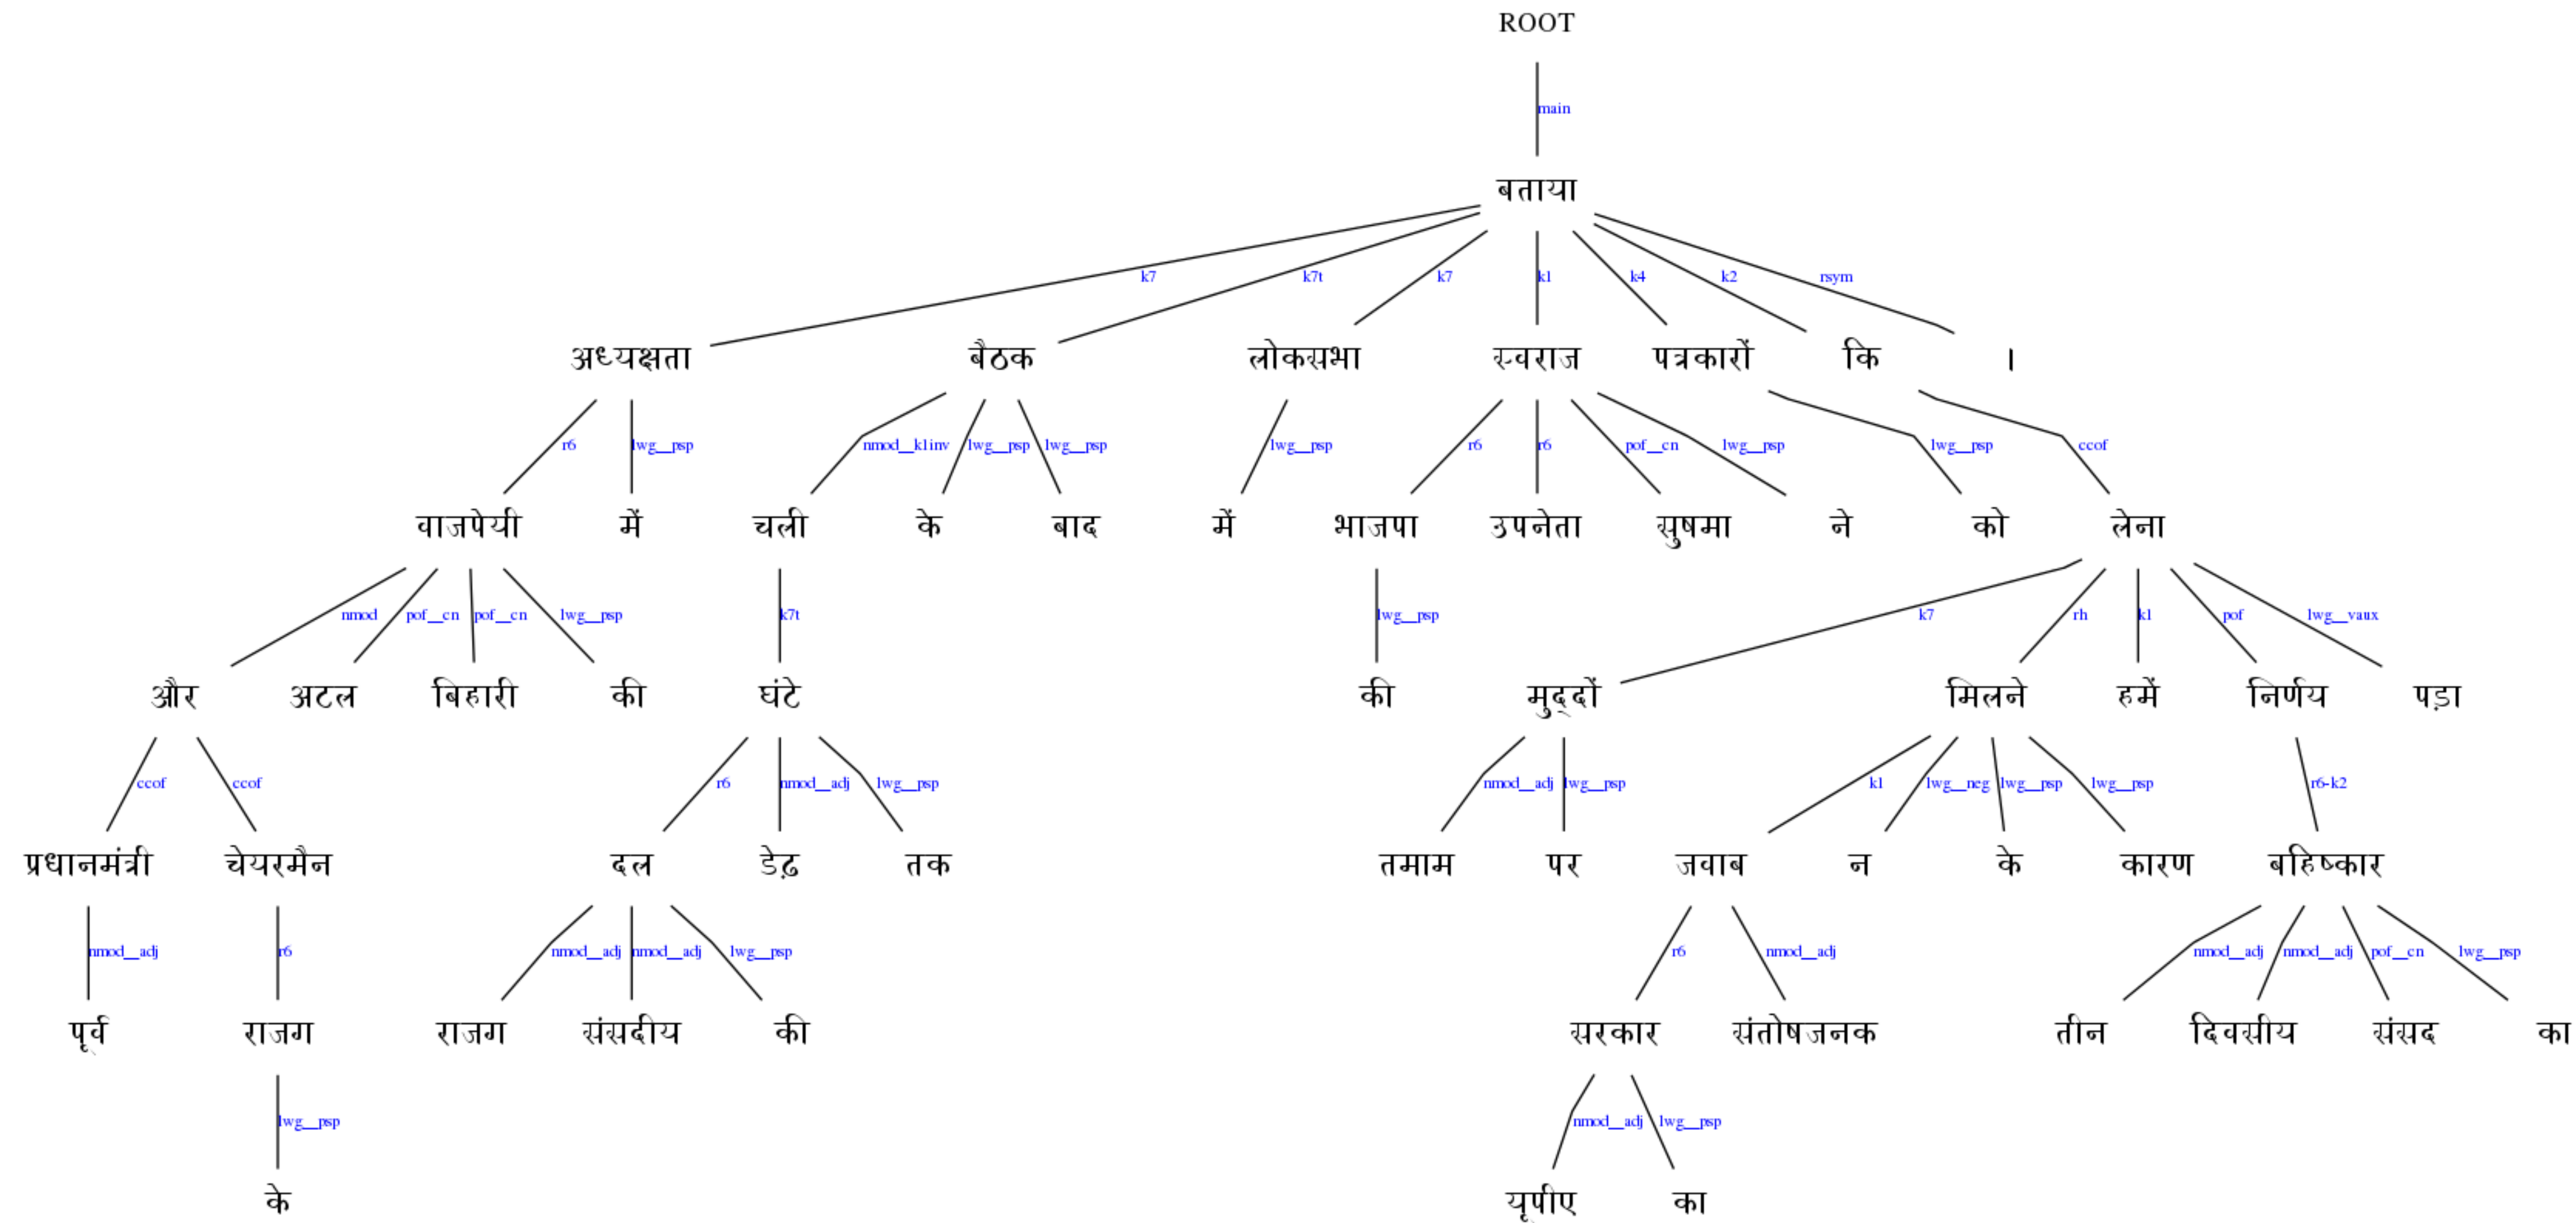 ROOT
main
बताया
k7 k7t k7 k1 k4 k2 rsym
अध्यक्षता बैठक लोकसभा स्वराज पत्रकारों कि ।
r6 lwg__psp nmod__k1inv lwg__psp lwg__psp lwg__psp r6 r6 pof__cn lwg__psp lwg__psp ccof
वाजपेयी में चली के बाद में भाजपा उपनेता सुषमा ने को लेना
nmod pof__cn pof__cn lwg__psp k7t lwg__psp k7 rh k1 pof lwg__vaux
और अटल बिहारी की घंटे की मुद्दों मिलने हमें निर्णय पड़ा
ccof ccof r6 nmod__adj lwg__psp nmod__adj lwg__psp k1 lwg__neg lwg__psp lwg__psp r6-k2
प्रधानमंत्री चेयरमैन दल डेढ़ तक तमाम पर जवाब न के कारण बहिष्कार
nmod__adj r6 nmod__adj nmod__adj lwg__psp r6 nmod__adj nmod__adj nmod__adj pof__cn lwg__psp
पूर्व राजग राजग संसदीय की सरकार संतोषजनक तीन दिवसीय संसद का
lwg__psp nmod__adj lwg__psp
के यूपीए का